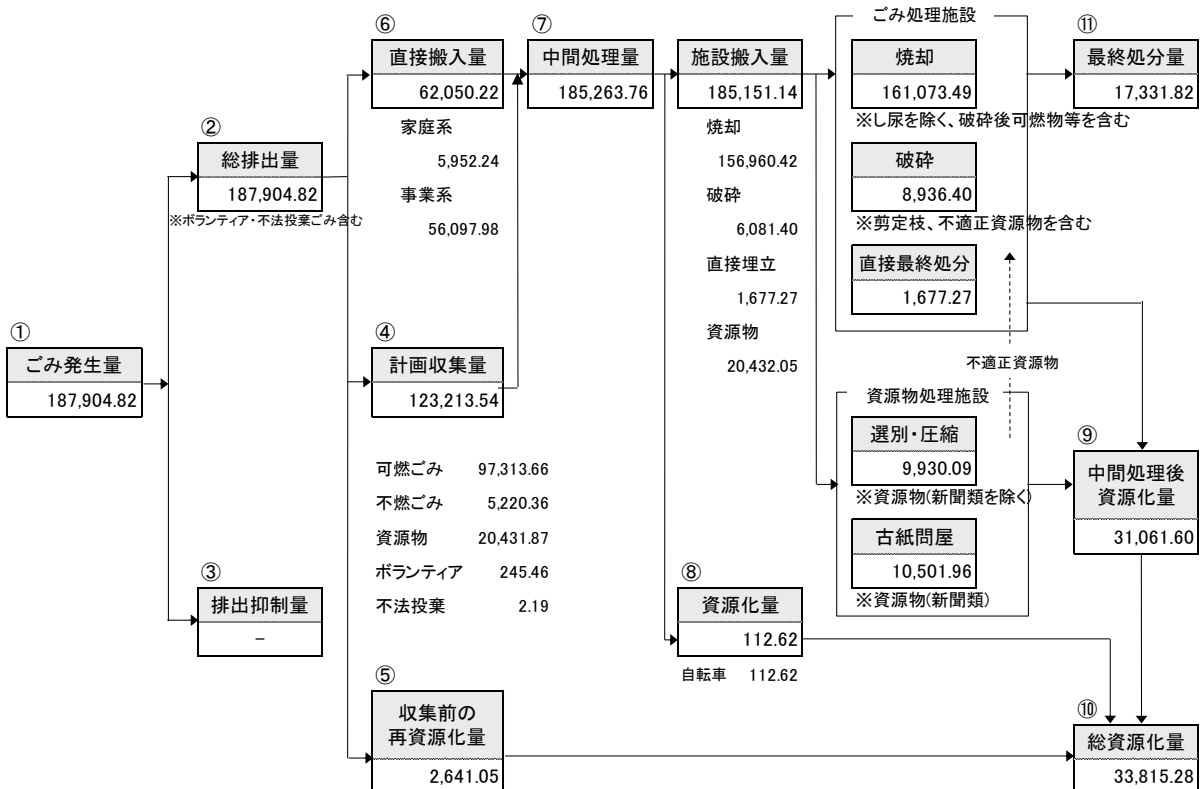 ①
ごみ発生量
187,904.82
②
総排出量
187,904.82
※ボランティア・不法投棄ごみ含む
③
排出抑制量
－
⑥
直接搬入量
62,050.22
家庭系
5,952.24
事業系
56,097.98
④
計画収集量
123,213.54
可燃ごみ 97,313.66
不燃ごみ 5,220.36
資源物 20,431.87
ボランティア 245.46
不法投棄 2.19
⑤
収集前の
再資源化量
2,641.05
⑦
中間処理量
185,263.76
施設搬入量
185,151.14
焼却
156,960.42
破砕
6,081.40
直接埋立
1,677.27
資源物
20,432.05
⑧
資源化量
112.62
自転車 112.62
ごみ処理施設
焼却
161,073.49
※し尿を除く、破砕後可燃物等を含む
破砕
8,936.40
※剪定枝、不適正資源物を含む
直接最終処分
1,677.27
不適正資源物
資源物処理施設
選別・圧縮
9,930.09
※資源物(新聞類を除く)
古紙問屋
10,501.96
※資源物(新聞類)
⑪
最終処分量
17,331.82
⑨
中間処理後
資源化量
31,061.60
⑩
総資源化量
33,815.28